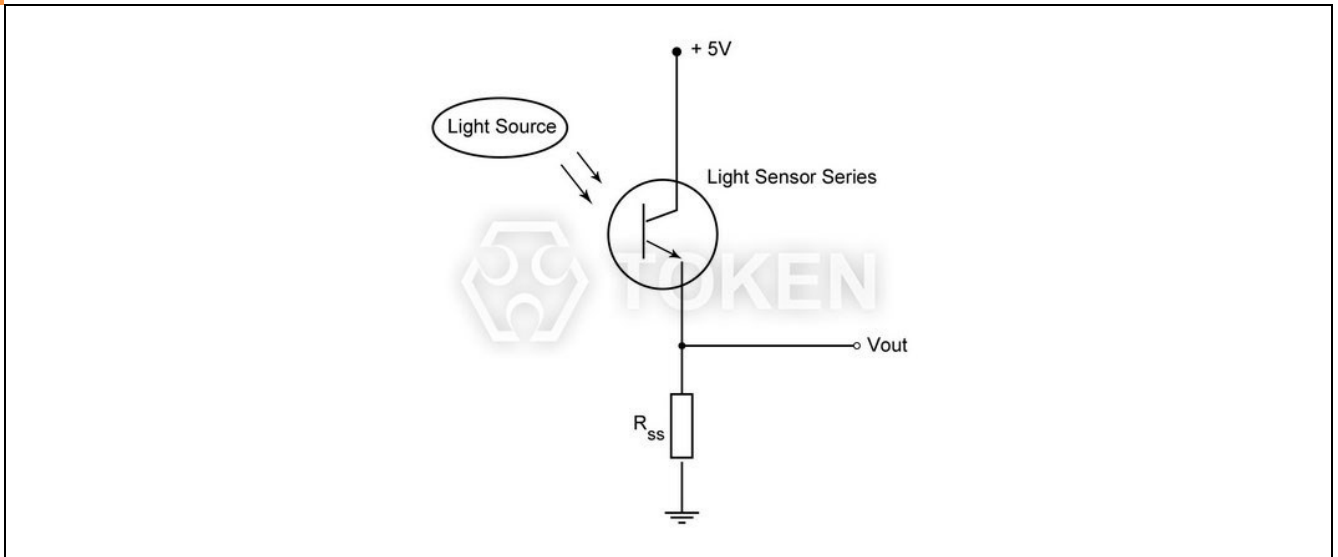 + 5V
Light Source
Light Sensor Series
TOKEN
Vout
Rss